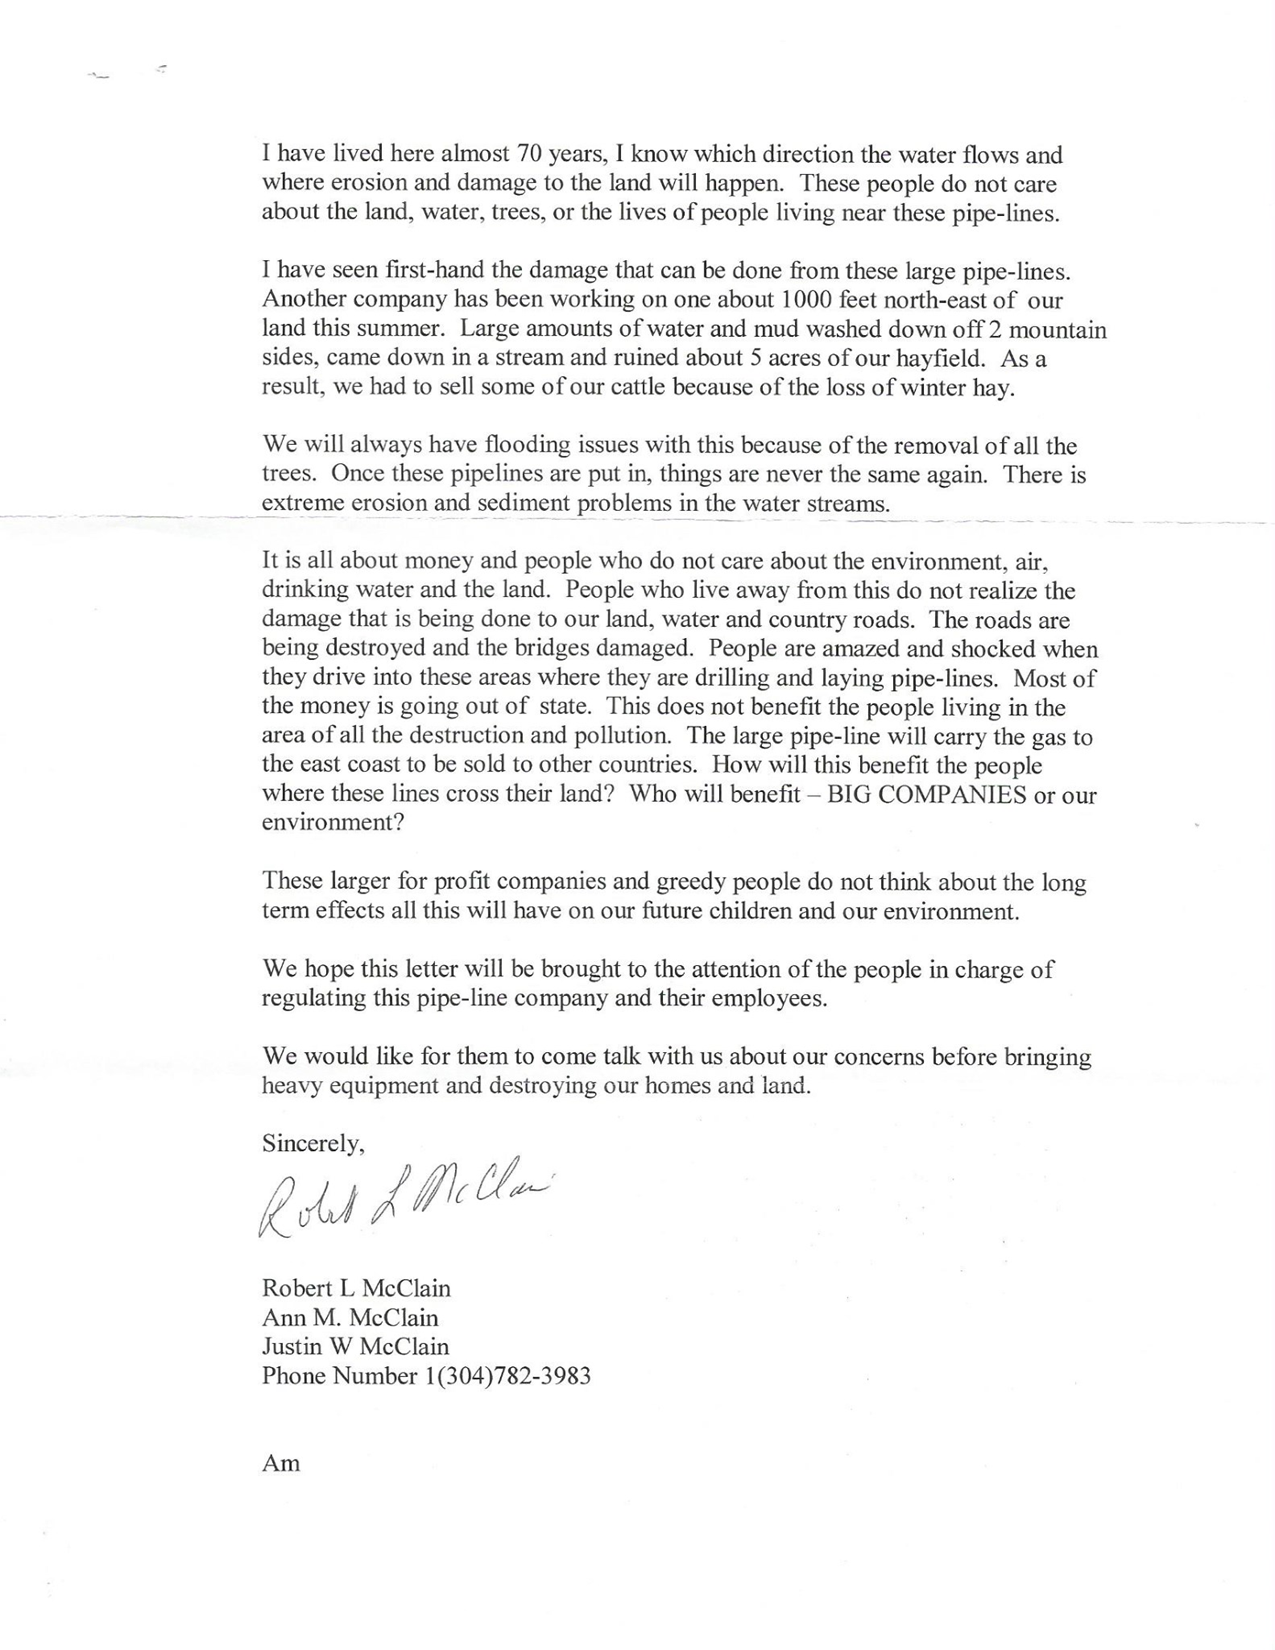 I have lived here almost 70 years, I know which direction the water flows and
where erosion and damage to the land will happen.  These people do not care
about the land, water, trees, or the lives of people living near these pipe-lines.
I have seen first-hand the damage that can be done from these large pipe-lines.
Another company has been working on one about 1000 feet north-east of  our
land this summer.  Large amounts of water and mud washed down off 2 mountain
sides, came down in a stream and ruined about 5 acres of our hayfield.  As a
result, we had to sell some of our cattle because of the loss of winter hay.
We will always have flooding issues with this because of the removal of all the
trees.  Once these pipelines are put in, things are never the same again.  There is
extreme erosion and sediment problems in the water streams.
It is all about money and people who do not care about the environment, air,
drinking water and the land.  People who live away from this do not realize the
damage that is being done to our land, water and country roads.  The roads are
being destroyed and the bridges damaged.  People are amazed and shocked when
they drive into these areas where they are drilling and laying pipe-lines.  Most of
the money is going out of  state.  This does not benefit the people living in the
area of all the destruction and pollution.  The large pipe-line will carry the gas to
the east coast to be sold to other countries.  How will this benefit the people
where these lines cross their land?  Who will benefit – BIG COMPANIES or our
environment?
These larger for profit companies and greedy people do not think about the long
term effects all this will have on our future children and our environment.
We hope this letter will be brought to the attention of the people in charge of
regulating this pipe-line company and their employees.
We would like for them to come talk with us about our concerns before bringing
heavy equipment and destroying our homes and land.
Sincerely,
Robert L McClain
Robert L McClain
Ann M. McClain
Justin W McClain
Phone Number 1(304)782-3983
Am